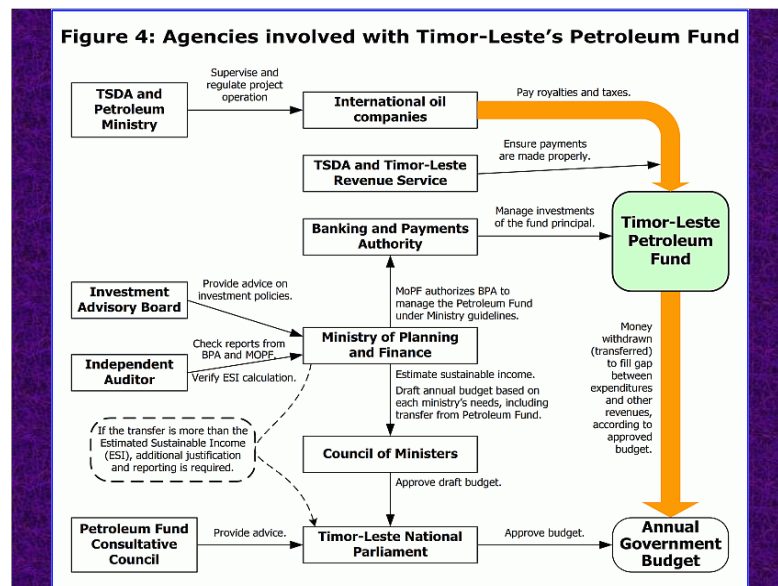 Figure 4: Agencies involved with Timor-Leste's Petroleum Fund
TSDA and
Petroleum
Ministry
Supervise and
regulate project
operation
International oil
companies
Pay royalties and taxes.
TSDA and Timor-Leste
Revenue Service
Ensure payments
are made properly.
Banking and Payments
Authority
Manage investments
of the fund principal.
Timor-Leste
Petroleum
Fund
Investment
Advisory Board
Provide advice on
investment policies.
MoPF authorizes BPA to
manage the Petroleum Fund
under Ministry guidelines.
Independent
Auditor
Check reports from
BPA and MOPF.
Verify ESI calculation.
Ministry of Planning
and Finance
Estimate sustainable income.
Draft annual budget based on
each ministry's needs, including
transfer from Petroleum Fund.
Money
withdrawn
(transferred)
to fill gap
between
expenditures
and other
revenues,
according to
approved
budget.
If the transfer is more than the
Estimated Sustainable Income
(ESI), additional justification
and reporting is required.
Council of Ministers
Approve draft budget.
Petroleum Fund
Consultative
Council
Provide advice.
Timor-Leste National
Parliament
Approve budget.
Annual
Government
Budget